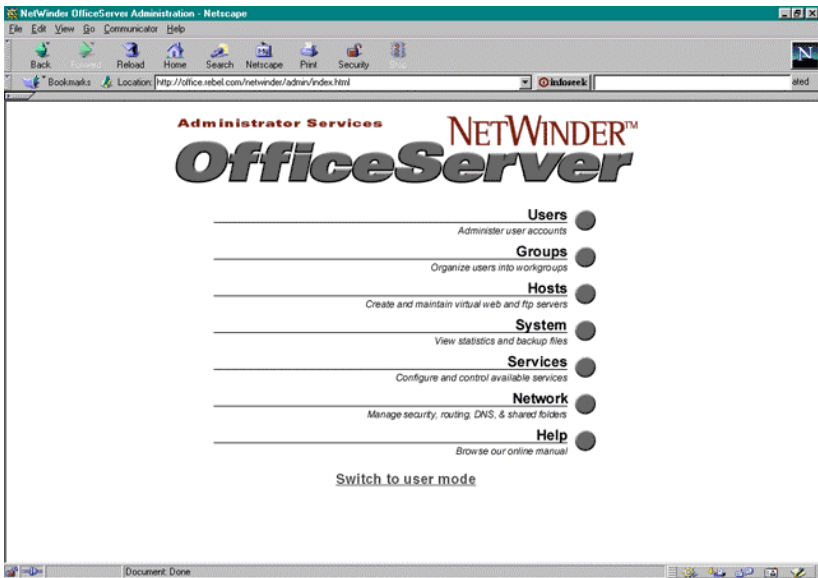 NetWinder OfficeServer Administration - Netscape
File Edit View Go Communicator Help
Back Forward Reload Home Search Netscape Print Security Stop
Bookmarks Location: http://office.rebel.com/netwinder/admin/index.html infoseek ated
N
Administrator Services NETWINDER™
OfficeServer
Users
Administer user accounts
Groups
Organize users into workgroups
Hosts
Create and maintain virtual web and ftp servers
System
View statistics and backup files
Services
Configure and control available services
Network
Manage security, routing, DNS, & shared folders
Help
Browse our online manual
Switch to user mode
Document: Done